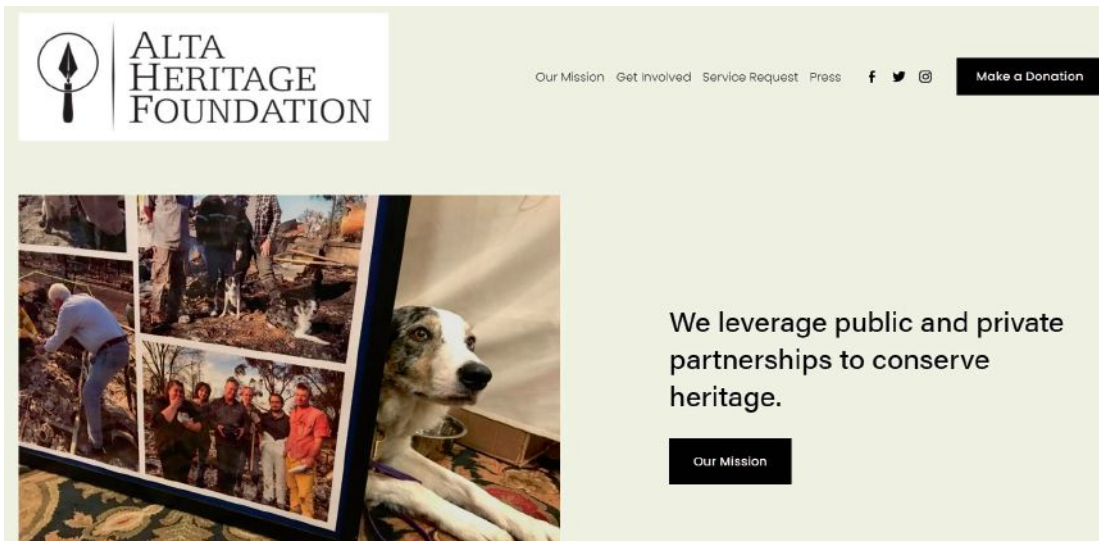 ALTA
HERITAGE
FOUNDATION
Our Mission Get Involved Service Request Press
Make a Donation
We leverage public and private
partnerships to conserve
heritage.
Our Mission